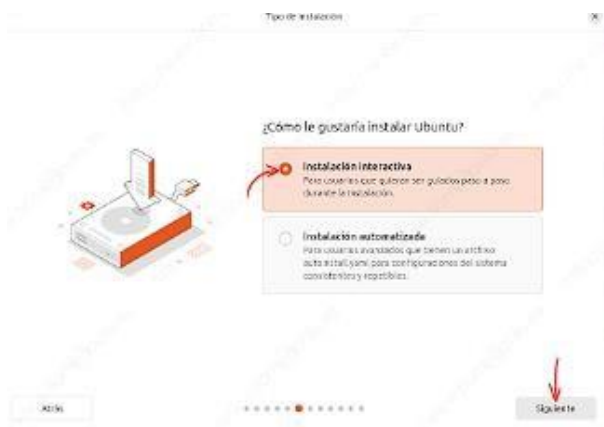 Tipo de instalación
¿Cómo le gustaría instalar Ubuntu?
Instalación interactiva
Para usuarios que quieran ser guiados paso a paso
durante la instalación.
Instalación automatizada
Para usuarios avanzados que tienen un archivo
autoinstall.yaml para configuraciones del sistema
consistentes y repetibles.
Atrás
Siguiente